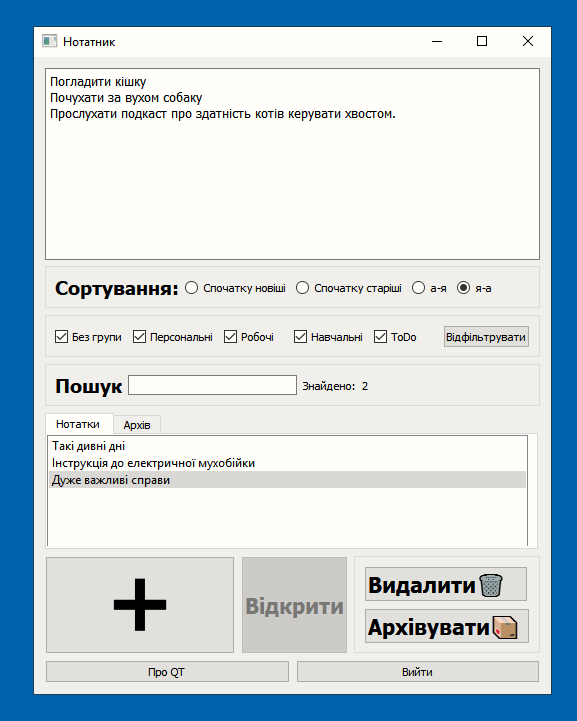 Нотатник
Погладити кішку
Почухати за вухом собаку
Прослухати подкаст про здатність котів керувати хвостом.
Сортування: Спочатку новіші Спочатку старіші а-я я-а
Без групи Персональні Робочі Навчальні ToDo Відфільтрувати
Пошук Знайдено: 2
Нотатки Архів
Такі дивні дні
Інструкція до електричної мухобійки
Дуже важливі справи
+ Відкрити Видалити
Архівувати
Про QT Вийти